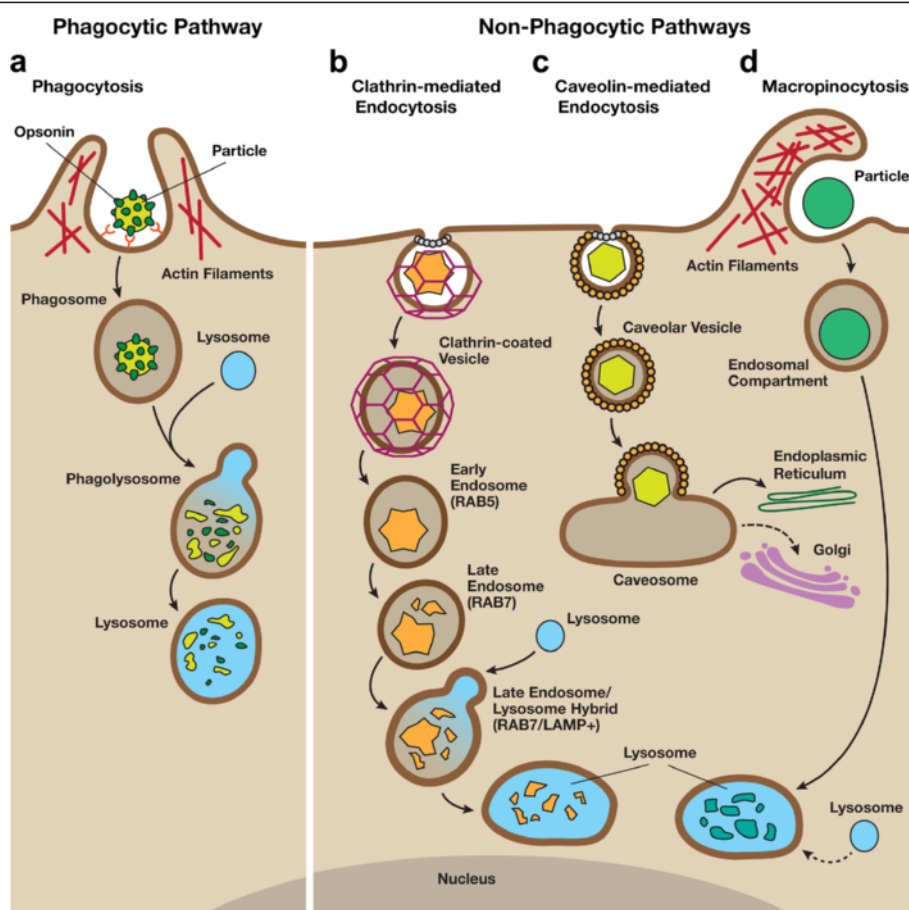 Phagocytic Pathway
Non-Phagocytic Pathways
a
Phagocytosis
Opsonin
Particle
Actin Filaments
Phagosome
Lysosome
Phagolysosome
Lysosome
b
Clathrin-mediated
Endocytosis
Clathrin-coated
Vesicle
Early
Endosome
(RAB5)
Late
Endosome
(RAB7)
Lysosome
Late Endosome/
Lysosome Hybrid
(RAB7/LAMP+)
Lysosome
c
Caveolin-mediated
Endocytosis
Caveolar Vesicle
Caveosome
Endoplasmic
Reticulum
Golgi
d
Macropinocytosis
Particle
Actin Filaments
Endosomal
Compartment
Lysosome
Nucleus